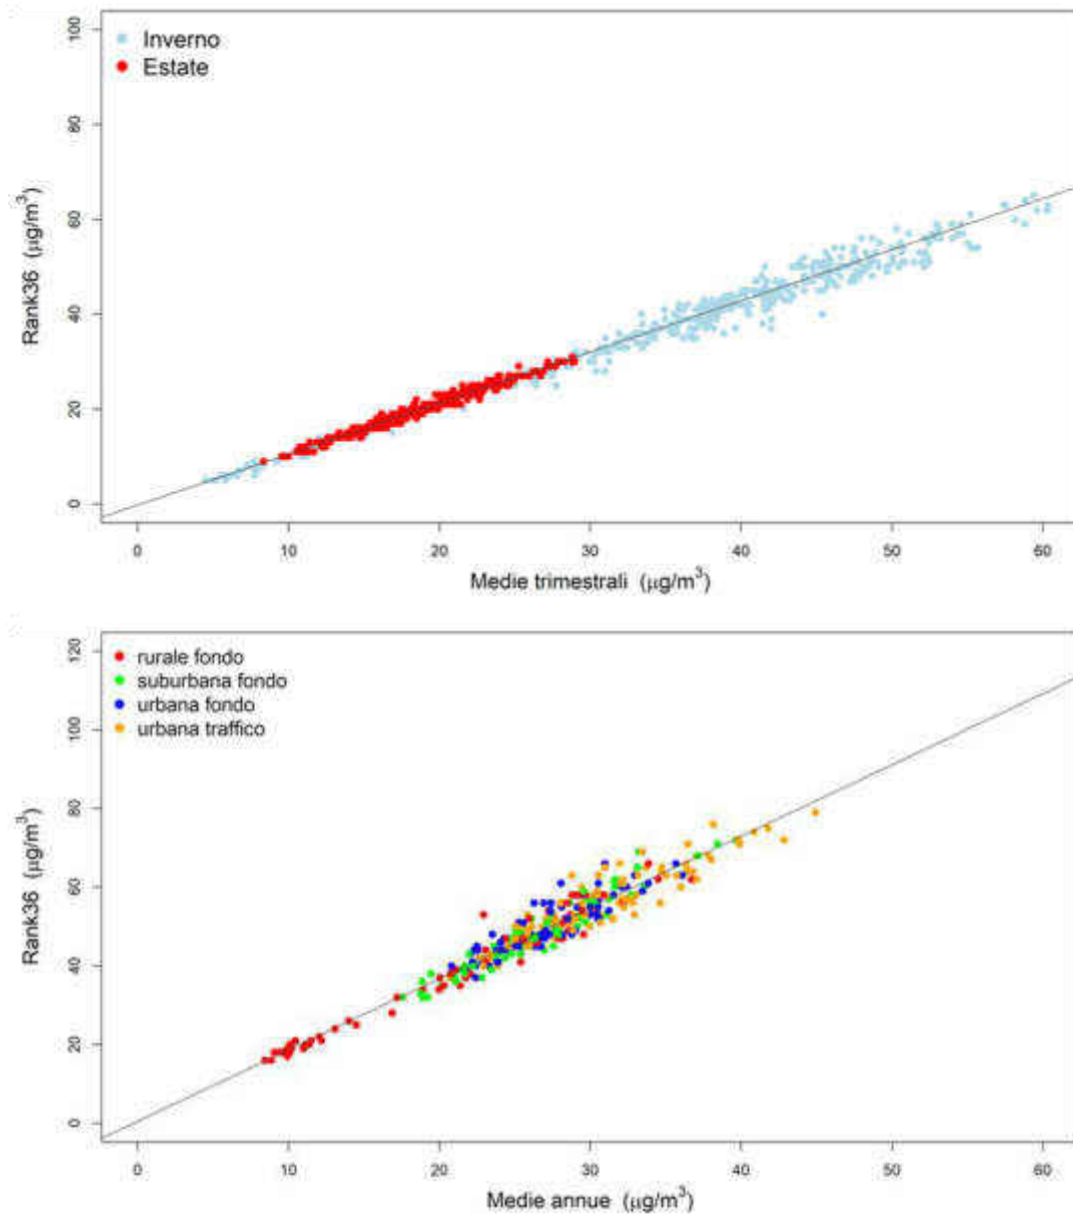 Inverno
Estate
100
80
60
40
20
0
Rank36 (μg/m³)
0 10 20 30 40 50 60
Medie trimestrali (μg/m³)
rurale fondo
suburbana fondo
urbana fondo
urbana traffico
120
100
80
60
40
20
0
Rank36 (μg/m³)
0 10 20 30 40 50 60
Medie annue (μg/m³)